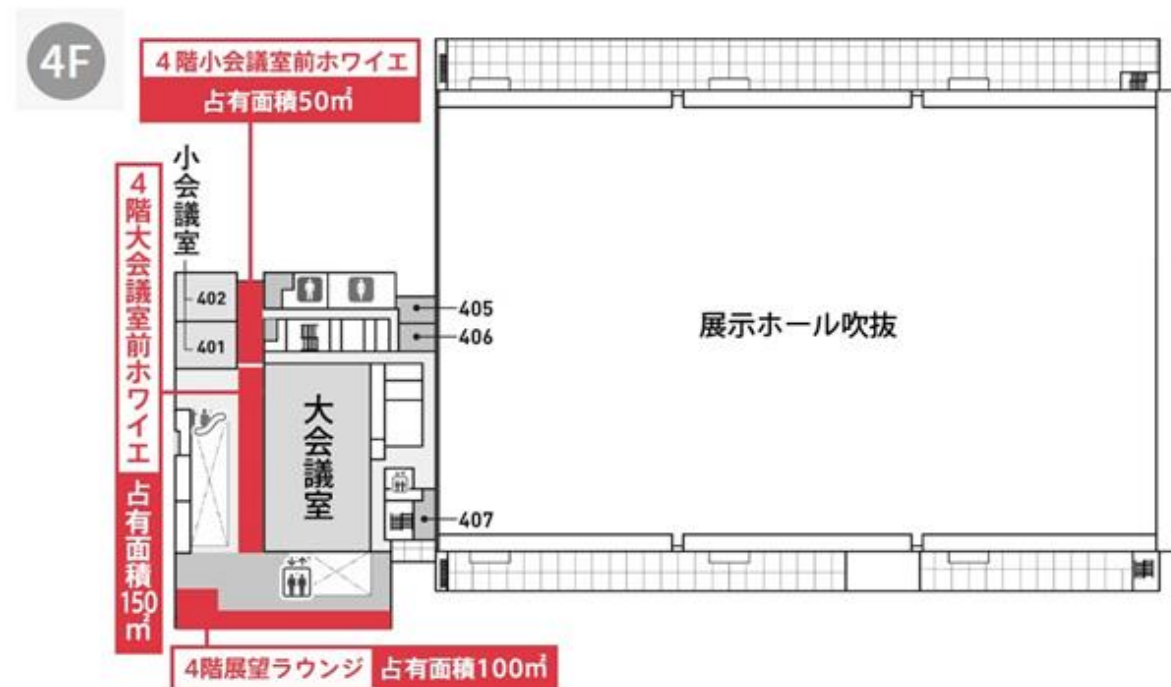 4F
4階小会議室前ホワイエ
占有面積50㎡
小会議室
4階大会議室前ホワイエ
占有面積150㎡
402
401
405
406
展示ホール吹抜
大会議室
407
4階展望ラウンジ 占有面積100㎡